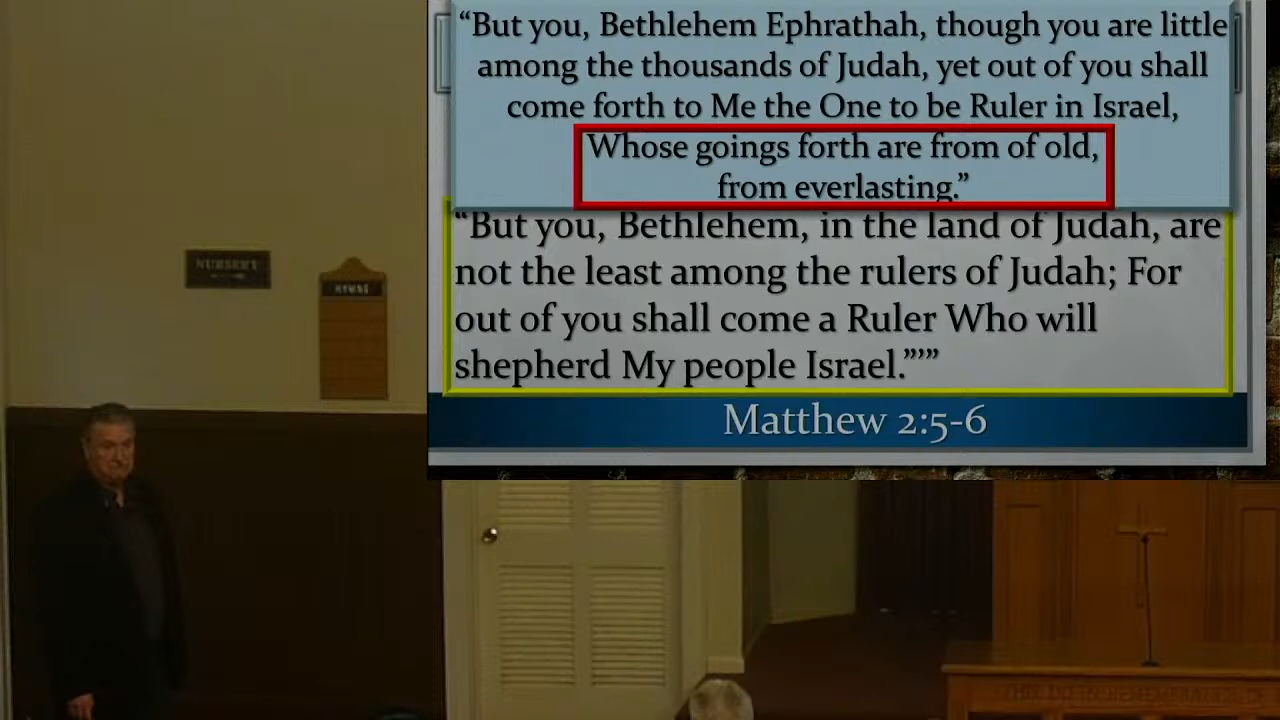 “But you, Bethlehem Ephrathah, though you are little
among the thousands of Judah, yet out of you shall
come forth to Me the One to be Ruler in Israel,
Whose goings forth are from of old,
from everlasting.”
“But you, Bethlehem, in the land of Judah, are
not the least among the rulers of Judah; For
out of you shall come a Ruler Who will
shepherd My people Israel.”’”
Matthew 2:5-6
NURSERY
HYMNS